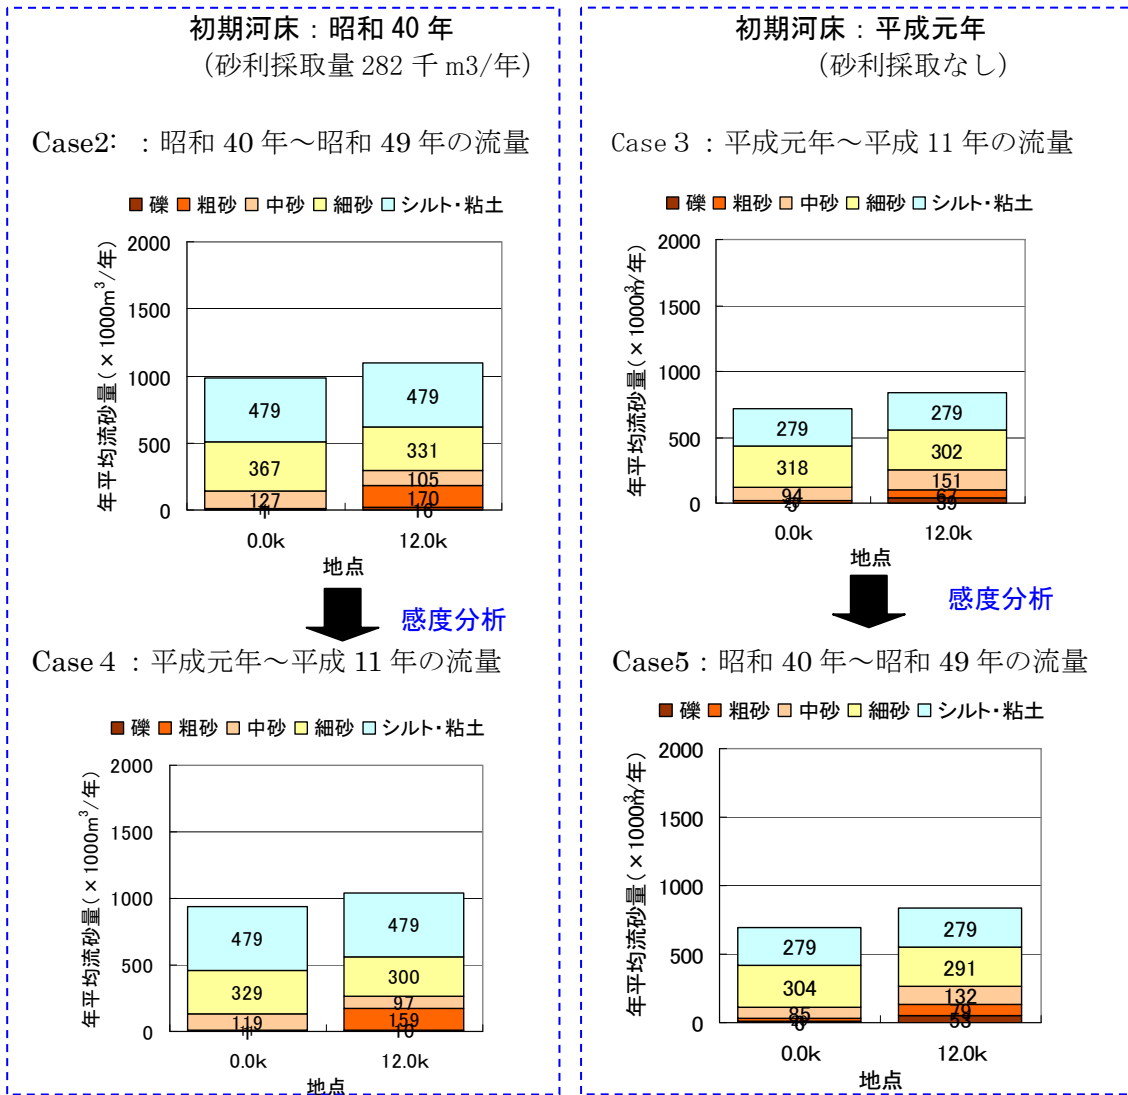 初期河床：昭和 40 年
（砂利採取量 282 千 m3/年）
Case2: ：昭和 40 年～昭和 49 年の流量
礫 粗砂 中砂 細砂 シルト・粘土
年平均流砂量(×1000m³/年)
2000
1500
1000
500
0
479
367
127
479
331
105
170
16
0.0k
12.0k
地点
感度分析
Case４：平成元年～平成 11 年の流量
礫 粗砂 中砂 細砂 シルト・粘土
年平均流砂量(×1000m³/年)
2000
1500
1000
500
0
479
329
119
479
300
97
159
10
0.0k
12.0k
地点
初期河床：平成元年
（砂利採取なし）
Case３：平成元年～平成 11 年の流量
礫 粗砂 中砂 細砂 シルト・粘土
年平均流砂量(×1000m³/年)
2000
1500
1000
500
0
279
318
94
279
302
151
67
39
0.0k
12.0k
地点
感度分析
Case5：昭和 40 年～昭和 49 年の流量
礫 粗砂 中砂 細砂 シルト・粘土
年平均流砂量(×1000m³/年)
2000
1500
1000
500
0
279
304
85
279
291
132
79
53
0.0k
12.0k
地点